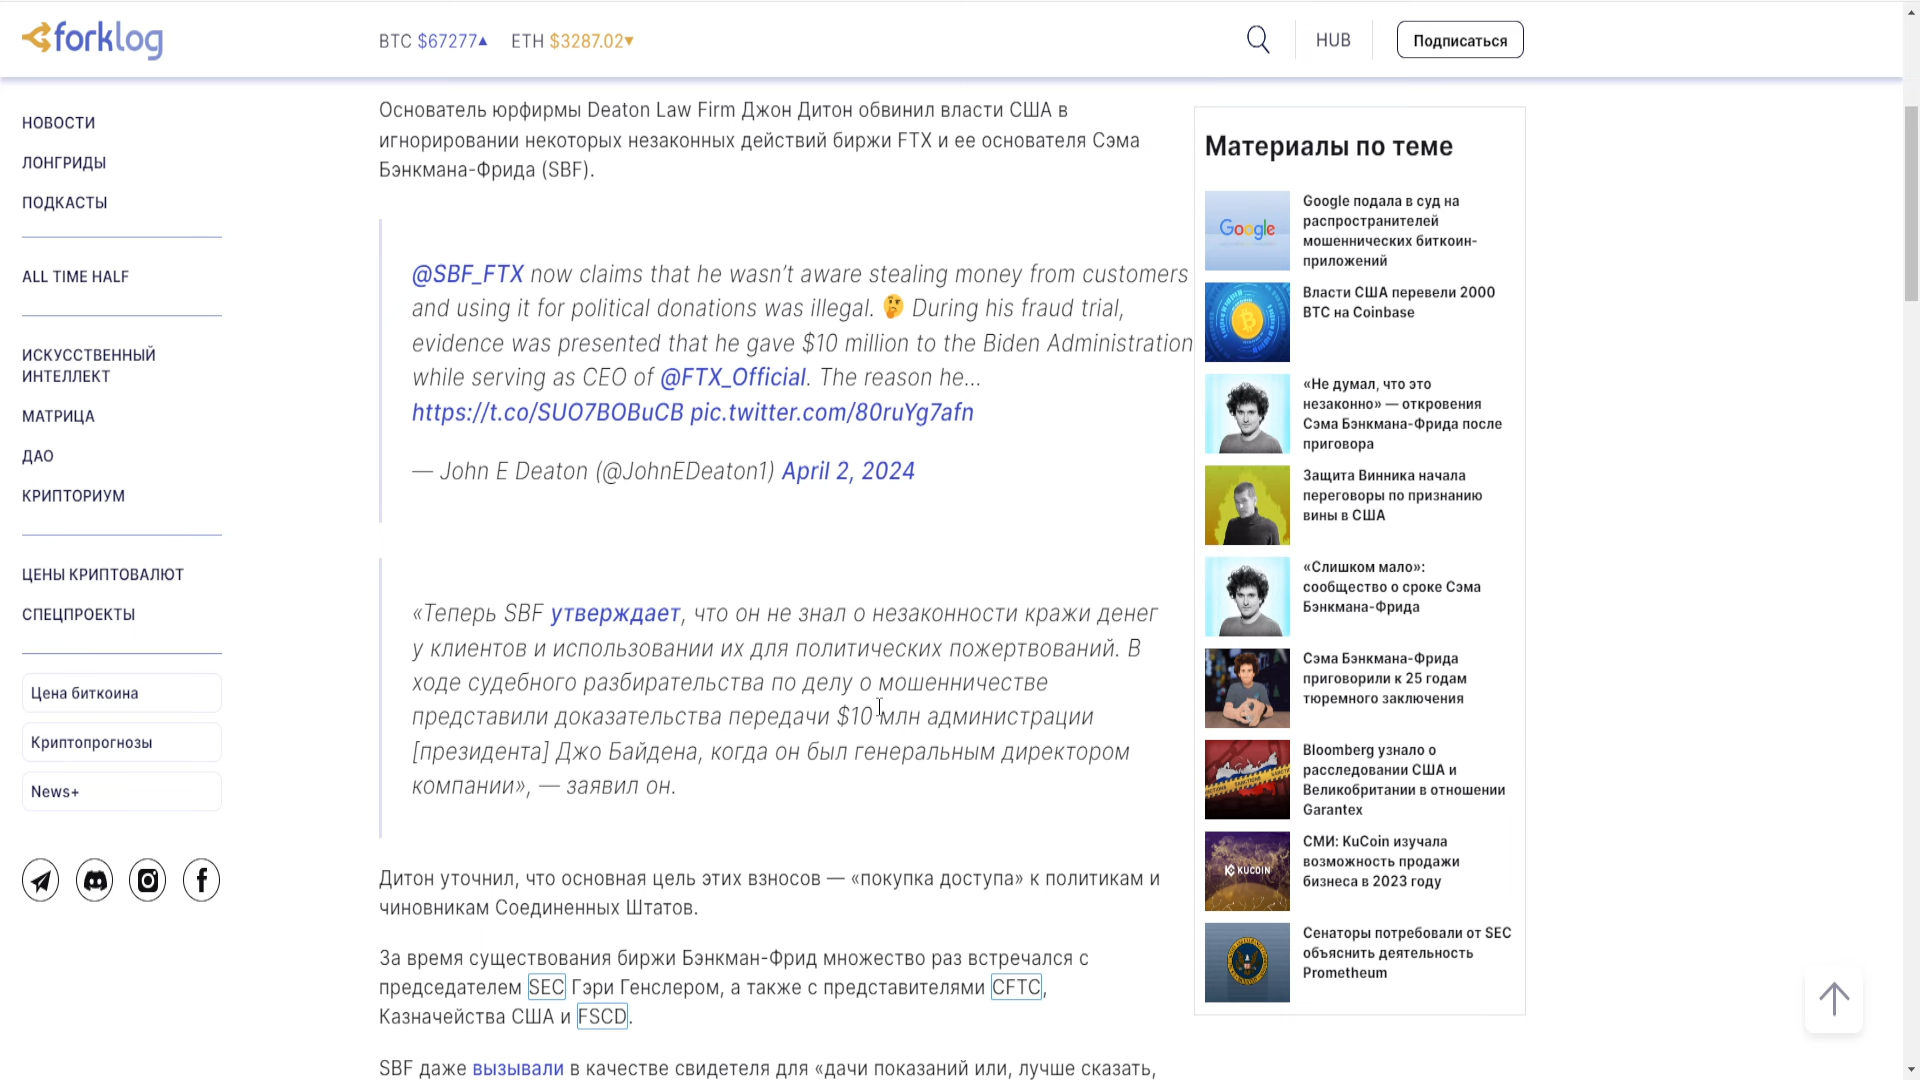 forklog
BTC $67277▲ ETH $3287.02▼
HUB
Подписаться
НОВОСТИ
ЛОНГРИДЫ
ПОДКАСТЫ
ALL TIME HALF
ИСКУССТВЕННЫЙ
ИНТЕЛЛЕКТ
МАТРИЦА
ДАО
КРИПТОРИУМ
ЦЕНЫ КРИПТОВАЛЮТ
СПЕЦПРОЕКТЫ
Цена биткоина
Криптопрогнозы
News+
Основатель юрфирмы Deaton Law Firm Джон Дитон обвинил власти США в
игнорировании некоторых незаконных действий биржи FTX и ее основателя Сэма
Бэнкмана-Фрида (SBF).
@SBF_FTX now claims that he wasn’t aware stealing money from customers
and using it for political donations was illegal. 🤔 During his fraud trial,
evidence was presented that he gave $10 million to the Biden Administration
while serving as CEO of @FTX_Official. The reason he…
https://t.co/SUO7BOBuCB pic.twitter.com/80ruYg7afn
— John E Deaton (@JohnEDeaton1) April 2, 2024
«Теперь SBF утверждает, что он не знал о незаконности кражи денег
у клиентов и использовании их для политических пожертвований. В
ходе судебного разбирательства по делу о мошенничестве
представили доказательства передачи $10 млн администрации
[президента] Джо Байдена, когда он был генеральным директором
компании», — заявил он.
Дитон уточнил, что основная цель этих взносов — «покупка доступа» к политикам и
чиновникам Соединенных Штатов.
За время существования биржи Бэнкман-Фрид множество раз встречался с
председателем SEC Гэри Генслером, а также с представителями CFTC,
Казначейства США и FSCD.
SBF даже вызывали в качестве свидетеля для «дачи показаний или, лучше сказать,
Материалы по теме
Google
Google подала в суд на
распространителей
мошеннических биткоин-
приложений
Власти США перевели 2000
BTC на Coinbase
«Не думал, что это
незаконно» — откровения
Сэма Бэнкмана-Фрида после
приговора
Защита Винника начала
переговоры по признанию
вины в США
«Слишком мало»:
сообщество о сроке Сэма
Бэнкмана-Фрида
Сэма Бэнкмана-Фрида
приговорили к 25 годам
тюремного заключения
Bloomberg узнало о
расследовании США и
Великобритании в отношении
Garantex
KUCOIN
СМИ: KuCoin изучала
возможность продажи
бизнеса в 2023 году
Сенаторы потребовали от SEC
объяснить деятельность
Prometheum